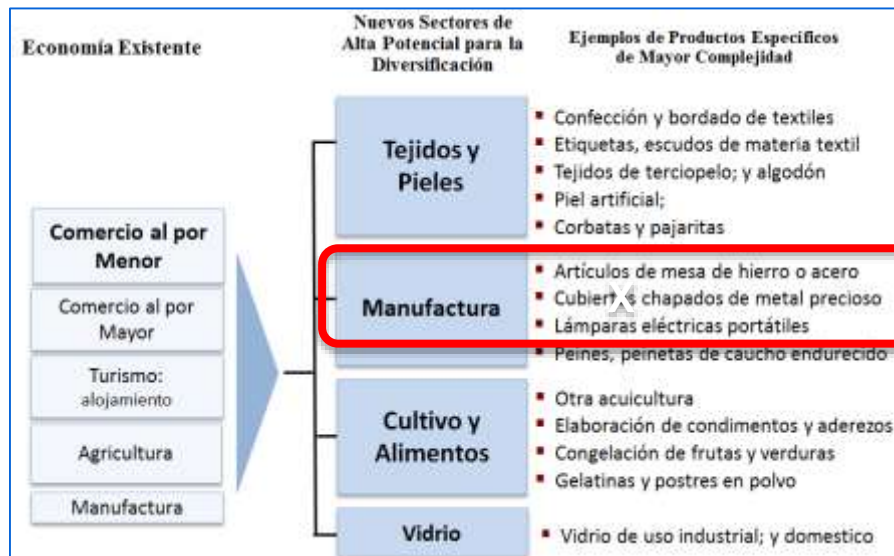 Economía Existente
Nuevos Sectores de
Alta Potencial para la
Diversificación
Ejemplos de Productos Específicos
de Mayor Complejidad
Comercio al por
Menor
Comercio al por
Mayor
Turismo:
alojamiento
Agricultura
Manufactura
Tejidos y
Pieles
▪ Confección y bordado de textiles
▪ Etiquetas, escudos de materia textil
▪ Tejidos de terciopelo; y algodón
▪ Piel artificial;
▪ Corbatas y pajaritas
Manufactura
▪ Artículos de mesa de hierro o acero
▪ Cubiertos chapados de metal precioso
X
▪ Lámparas eléctricas portátiles
▪ Peines, peinetas de caucho endurecido
Cultivo y
Alimentos
▪ Otra acuicultura
▪ Elaboración de condimentos y aderezos
▪ Congelación de frutas y verduras
▪ Gelatinas y postres en polvo
Vidrio
▪ Vidrio de uso industrial; y domestico